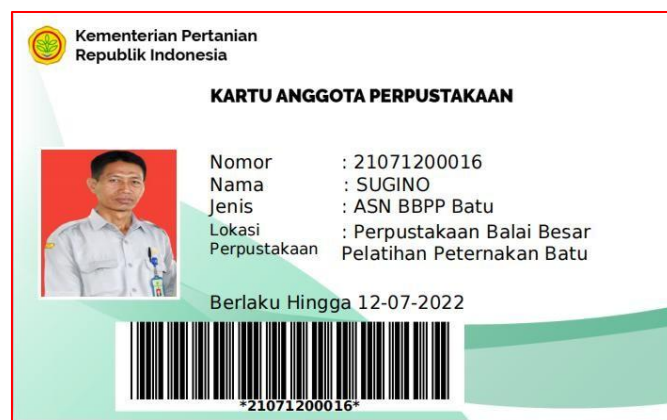 Kementerian Pertanian
Republik Indonesia
KARTU ANGGOTA PERPUSTAKAAN
Nomor : 21071200016
Nama : SUGINO
Jenis : ASN BBPP Batu
Lokasi Perpustakaan : Perpustakaan Balai Besar
Pelatihan Peternakan Batu
Berlaku Hingga 12-07-2022
*21071200016*